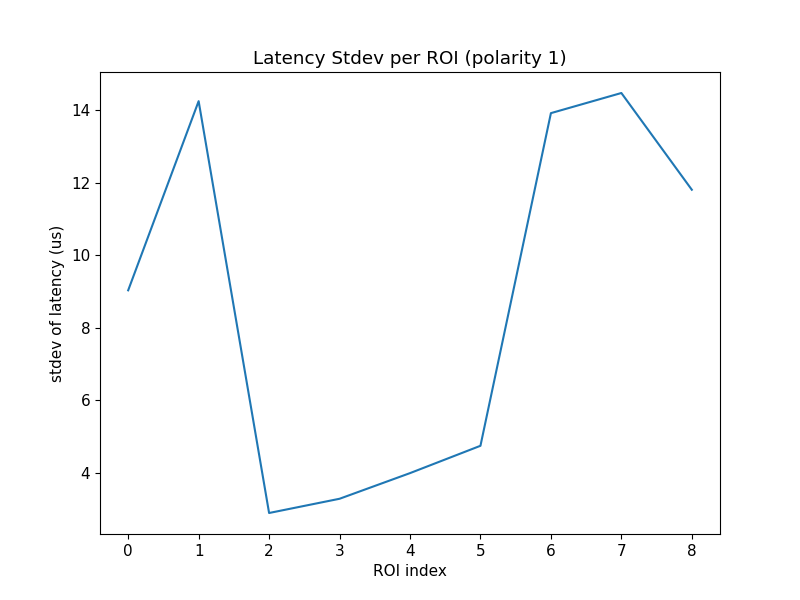 Latency Stdev per ROI (polarity 1)
14
12
10
8
6
4
stdev of latency (us)
0 1 2 3 4 5 6 7 8
ROI index